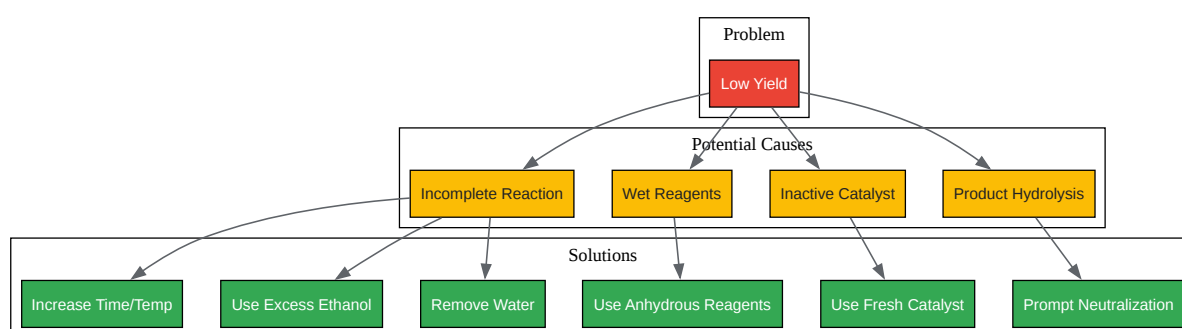 Problem
Low Yield
Potential Causes
Incomplete Reaction
Wet Reagents
Inactive Catalyst
Product Hydrolysis
Solutions
Increase Time/Temp
Use Excess Ethanol
Remove Water
Use Anhydrous Reagents
Use Fresh Catalyst
Prompt Neutralization